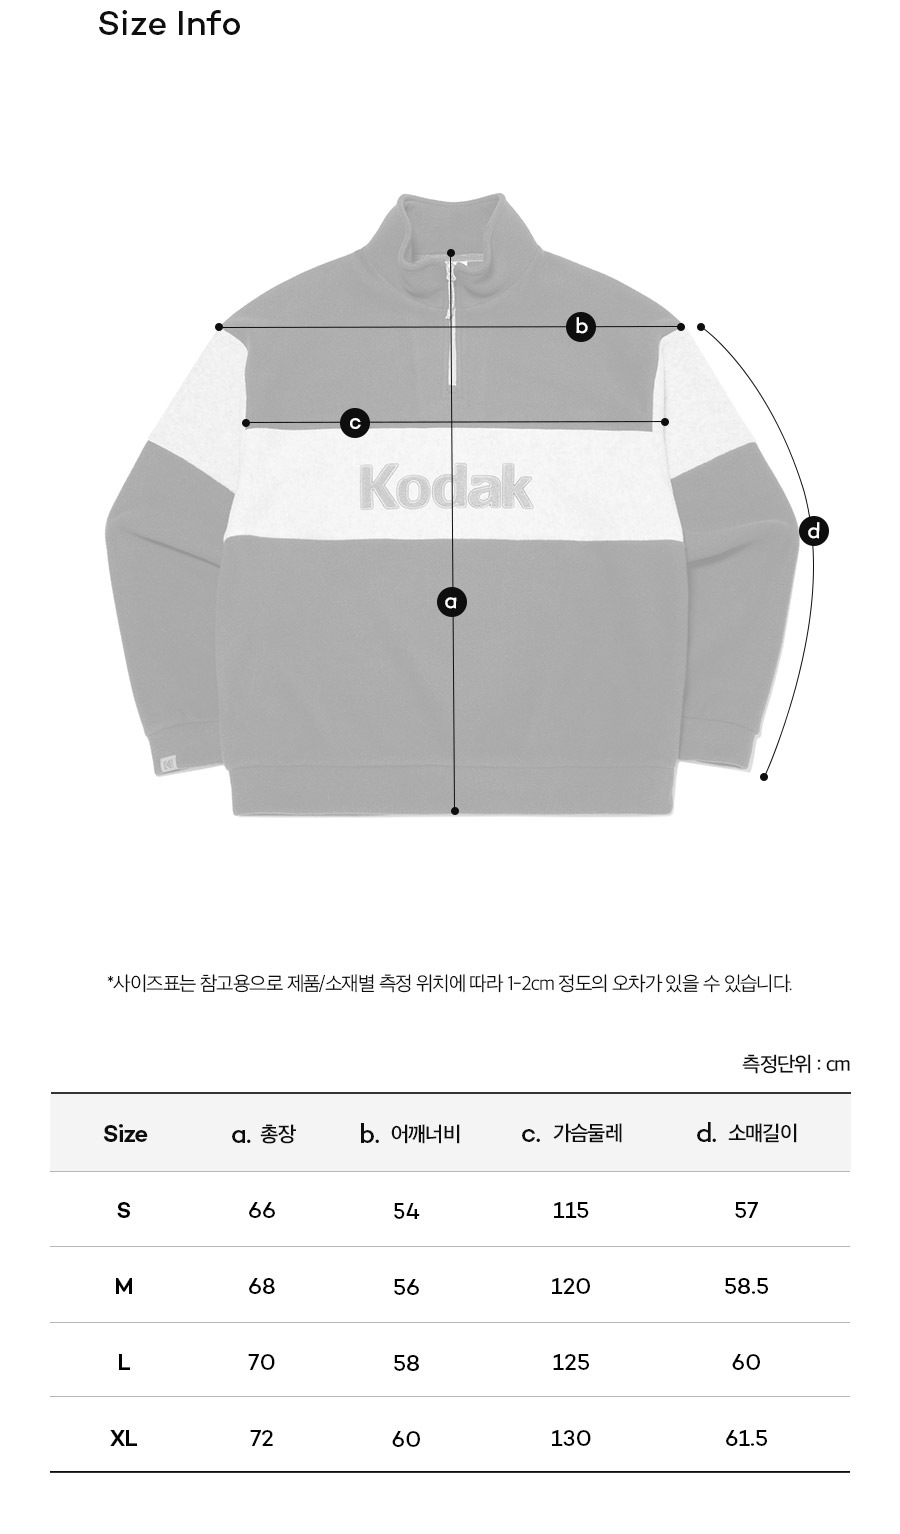 Size Info
b
c
Kodak
d
a
*사이즈표는 참고용으로 제품/소재별 측정 위치에 따라 1-2cm 정도의 오차가 있을 수 있습니다.
측정단위 : cm
Size a. 총장 b. 어깨너비 c. 가슴둘레 d. 소매길이
S 66 54 115 57
M 68 56 120 58.5
L 70 58 125 60
XL 72 60 130 61.5